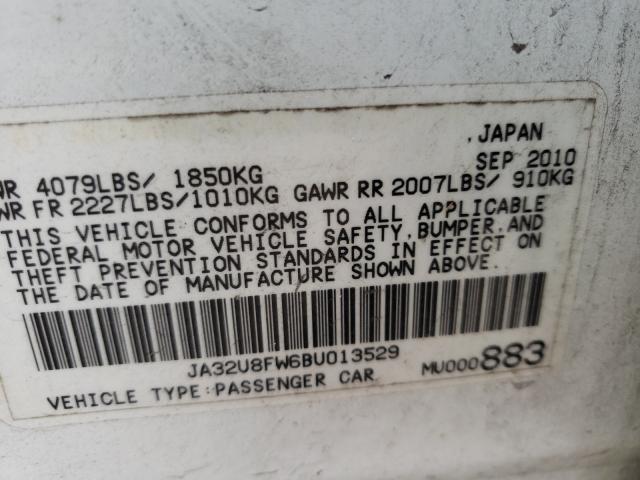 , JAPAN
SEP 2010
WR 4079LBS/ 1850KG
WR FR 2227LBS/1010KG GAWR RR 2007LBS/ 910KG
THIS VEHICLE CONFORMS TO ALL APPLICABLE
FEDERAL MOTOR VEHICLE SAFETY, BUMPER, AND
THEFT PREVENTION STANDARDS IN EFFECT ON
THE DATE OF MANUFACTURE SHOWN ABOVE.
JA32U8FW6BU013529
VEHICLE TYPE:PASSENGER CAR MU000883